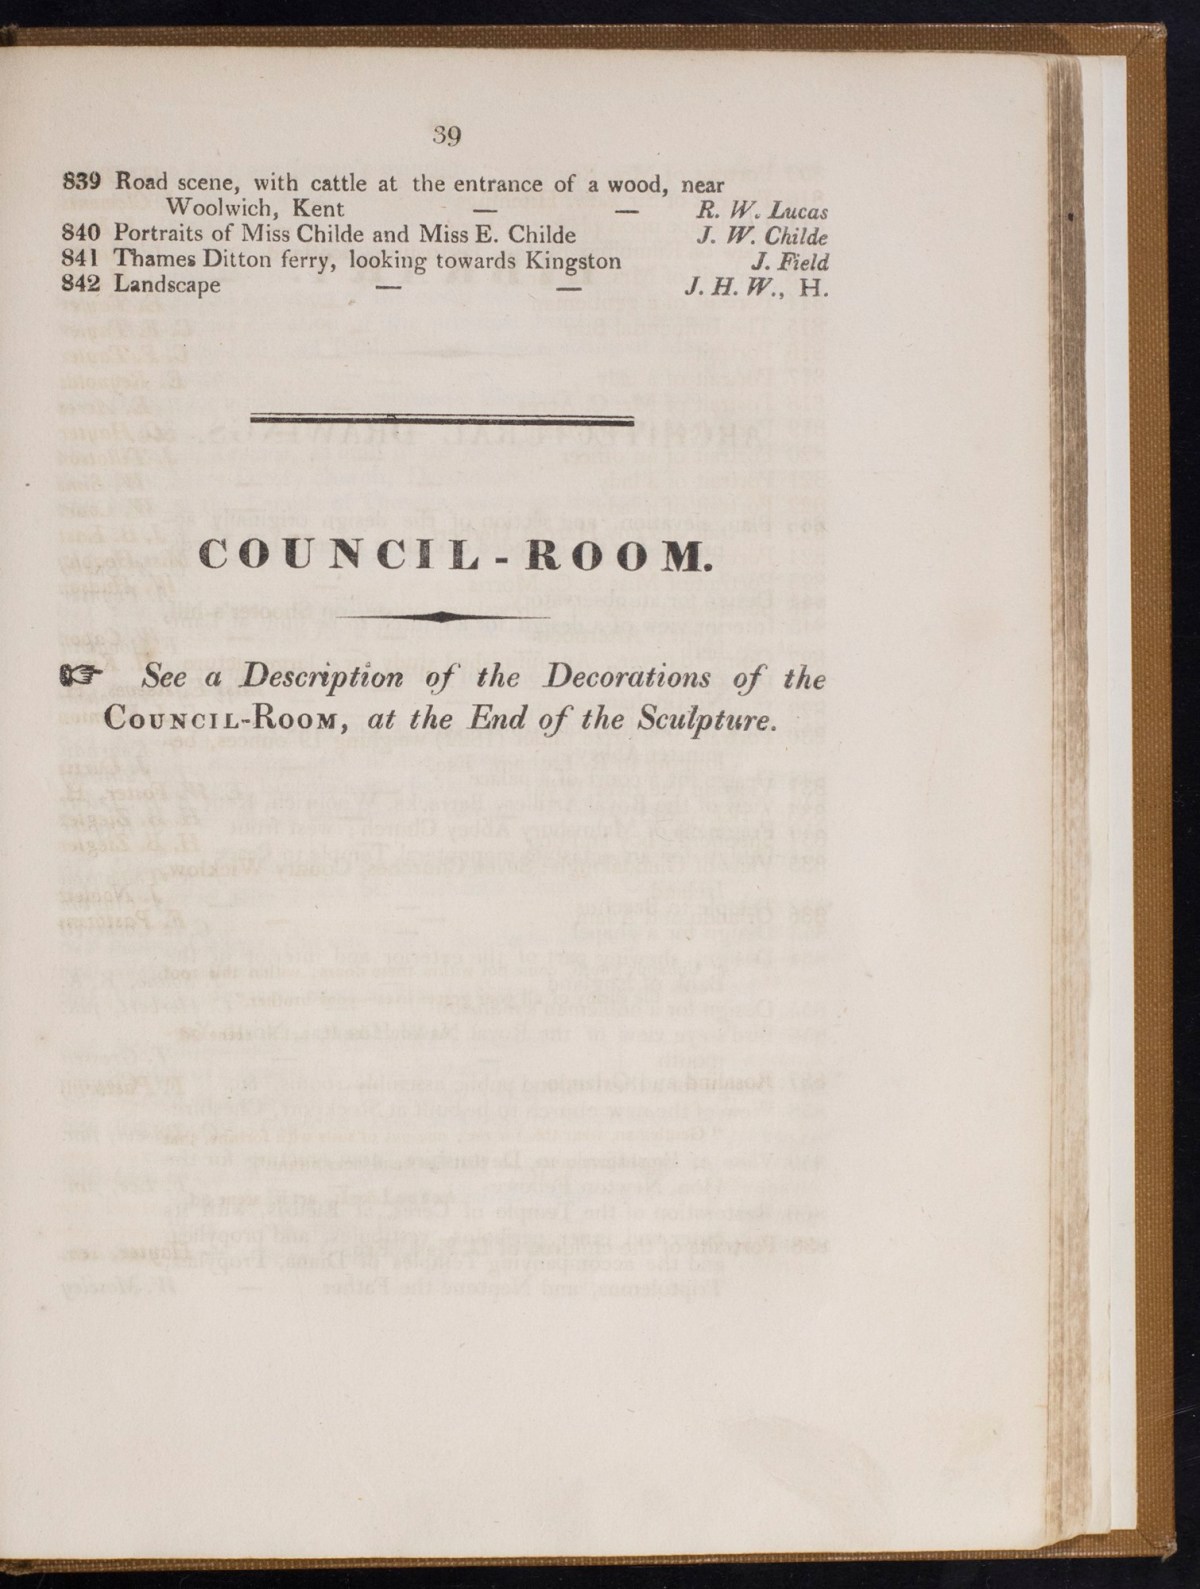 39
839 Road scene, with cattle at the entrance of a wood, near
Woolwich, Kent — — R. W. Lucas
840 Portraits of Miss Childe and Miss E. Childe J. W. Childe
841 Thames Ditton ferry, looking towards Kingston J. Field
842 Landscape — — J. H. W., H.
COUNCIL-ROOM.
☞ See a Description of the Decorations of the
COUNCIL-ROOM, at the End of the Sculpture.